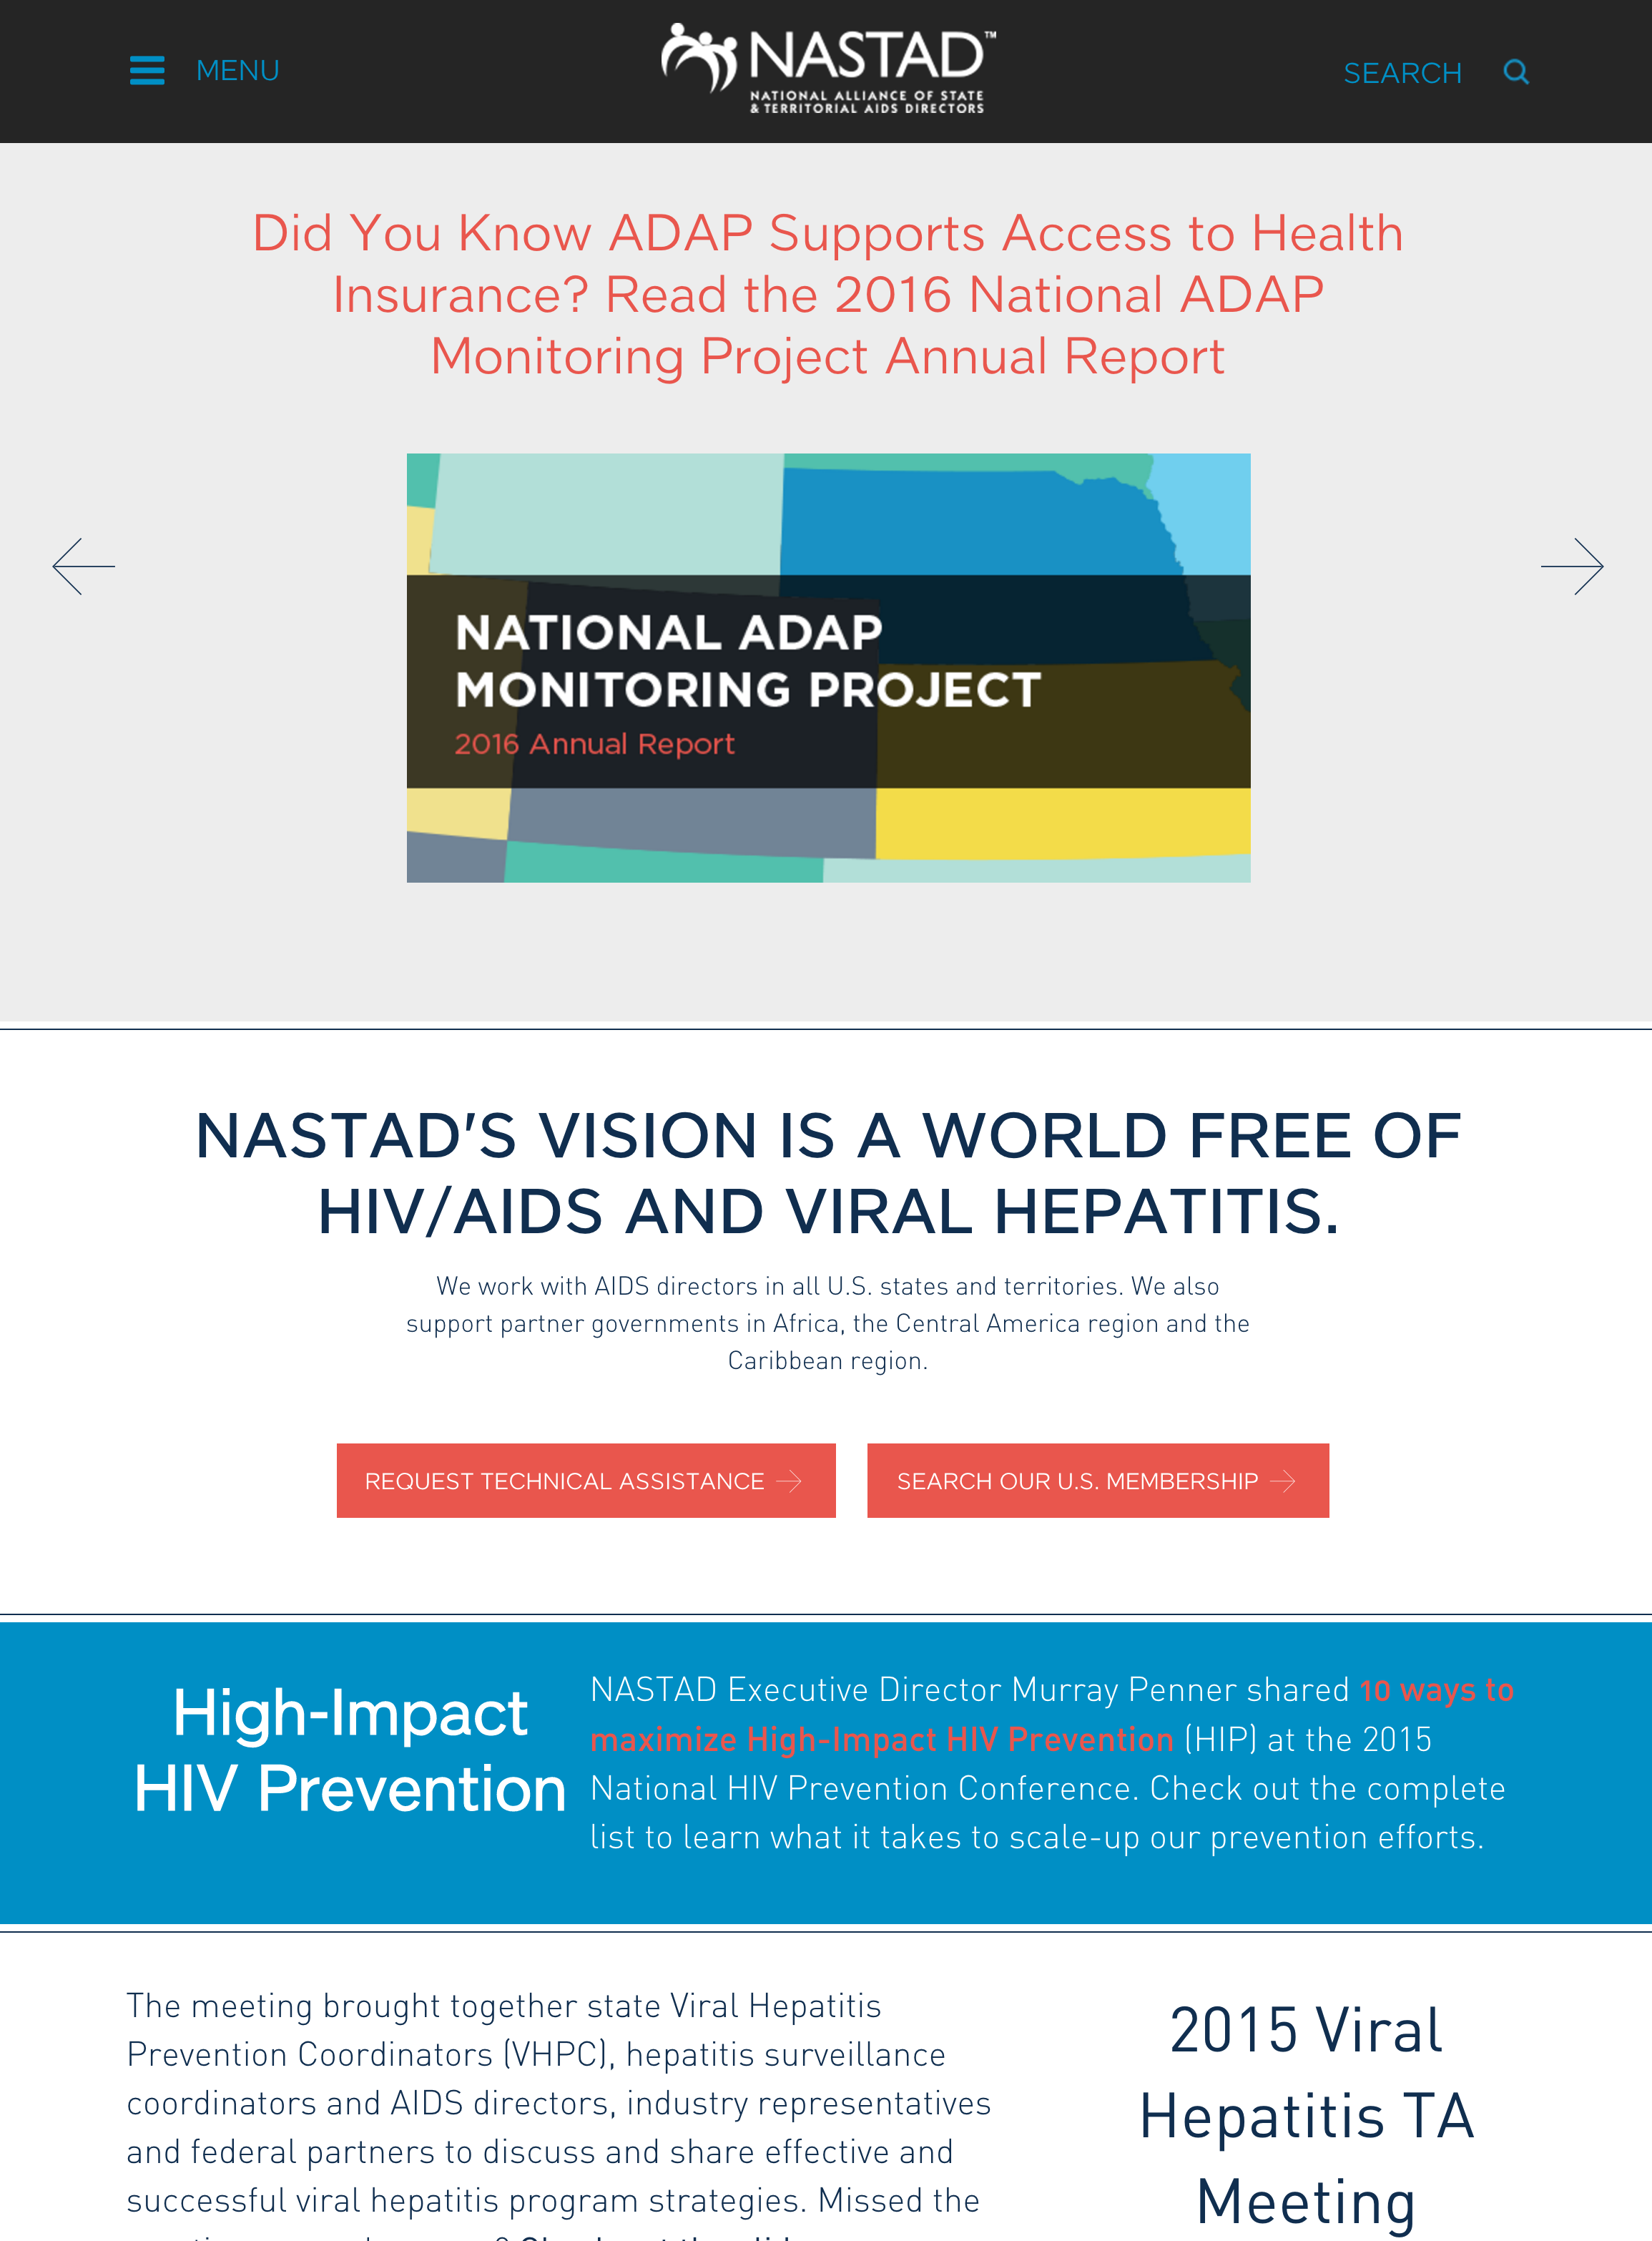 MENU
NASTAD™
NATIONAL ALLIANCE OF STATE
& TERRITORIAL AIDS DIRECTORS
SEARCH
Did You Know ADAP Supports Access to Health
Insurance? Read the 2016 National ADAP
Monitoring Project Annual Report
NATIONAL ADAP
MONITORING PROJECT
2016 Annual Report
NASTAD'S VISION IS A WORLD FREE OF
HIV/AIDS AND VIRAL HEPATITIS.
We work with AIDS directors in all U.S. states and territories. We also
support partner governments in Africa, the Central America region and the
Caribbean region.
REQUEST TECHNICAL ASSISTANCE
SEARCH OUR U.S. MEMBERSHIP
High-Impact
HIV Prevention
NASTAD Executive Director Murray Penner shared 10 ways to
maximize High-Impact HIV Prevention (HIP) at the 2015
National HIV Prevention Conference. Check out the complete
list to learn what it takes to scale-up our prevention efforts.
The meeting brought together state Viral Hepatitis
Prevention Coordinators (VHPC), hepatitis surveillance
coordinators and AIDS directors, industry representatives
and federal partners to discuss and share effective and
successful viral hepatitis program strategies. Missed the
2015 Viral
Hepatitis TA
Meeting